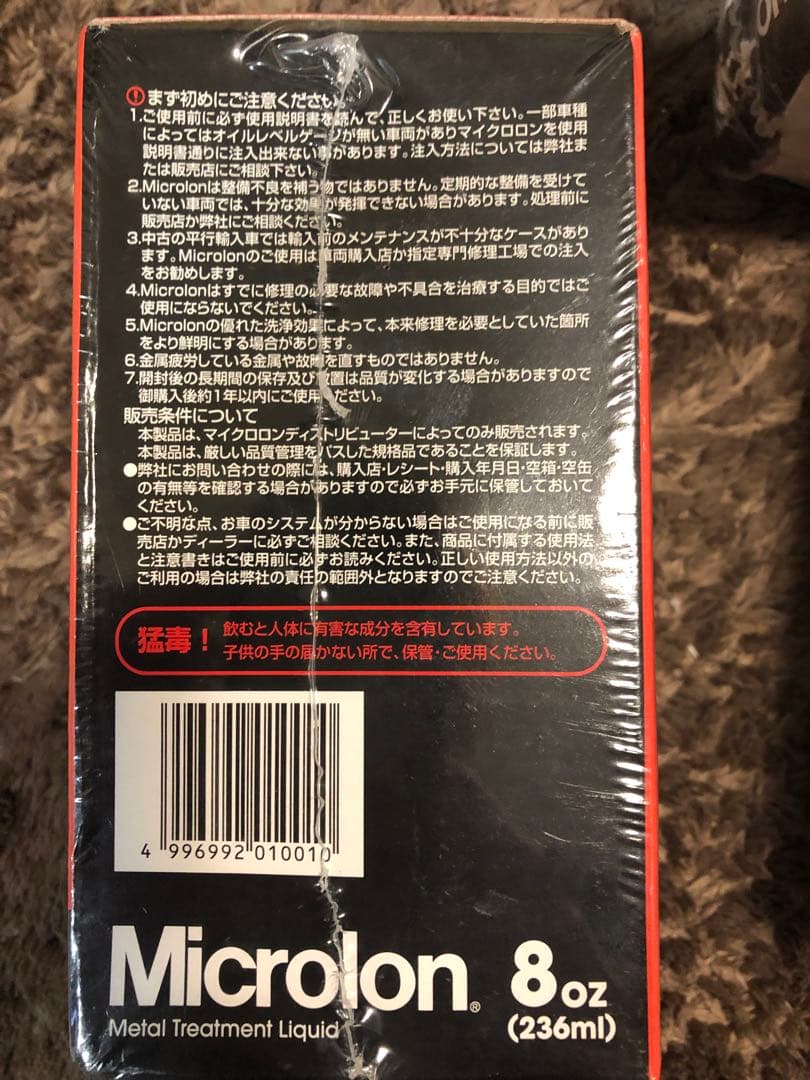 まず初めにご注意ください。
1.ご使用前に必ず使用説明書を読んで、正しくお使い下さい。一部車種
によってはオイルレベルゲージが無い車両がありマイクロロンを使用
説明書通りに注入出来ない事があります。注入方法については弊社ま
たは販売店にご相談下さい。
2.Microlonは整備不良を補う物ではありません。定期的な整備を受けて
いない車両では、十分な効果が発揮できない場合があります。処理前に
販売店か弊社にご相談ください。
3.中古の平行輸入車では輸入前のメンテナンスが不十分なケースがあり
ます。Microlonのご使用は車両購入店か指定専門修理工場での注入
をお勧めします。
4.Microlonはすでに修理の必要な故障や不具合を治療する目的ではご
使用にならないでください。
5.Microlonの優れた洗浄効果によって、本来修理を必要としていた箇所
をより鮮明にする場合があります。
6.金属疲労している金属や故障を直すものではありません。
7.開封後の長期間の保存及び放置は品質が変化する場合がありますので
御購入後約1年以内にご使用ください。
販売条件について
本製品は、マイクロロンディストリビューターによってのみ販売されます。
本製品は、厳しい品質管理をパスした規格品であることを保証します。
●弊社にお問い合わせの際には、購入店・レシート・購入年月日・空箱・空缶
の有無等を確認する場合がありますので必ずお手元に保管しておいて
ください。
●ご不明な点、お車のシステムが分からない場合はご使用になる前に販
売店かディーラーに必ずご相談ください。また、商品に付属する使用法
と注意書きはご使用前に必ずお読みください。正しい使用方法以外の
ご利用の場合は弊社の責任の範囲外となりますのでご注意ください。
猛毒！ 飲むと人体に有害な成分を含有しています。
子供の手の届かない所で、保管・ご使用ください。
4 996992 010010
Microlon® 8 oz
Metal Treatment Liquid (236ml)